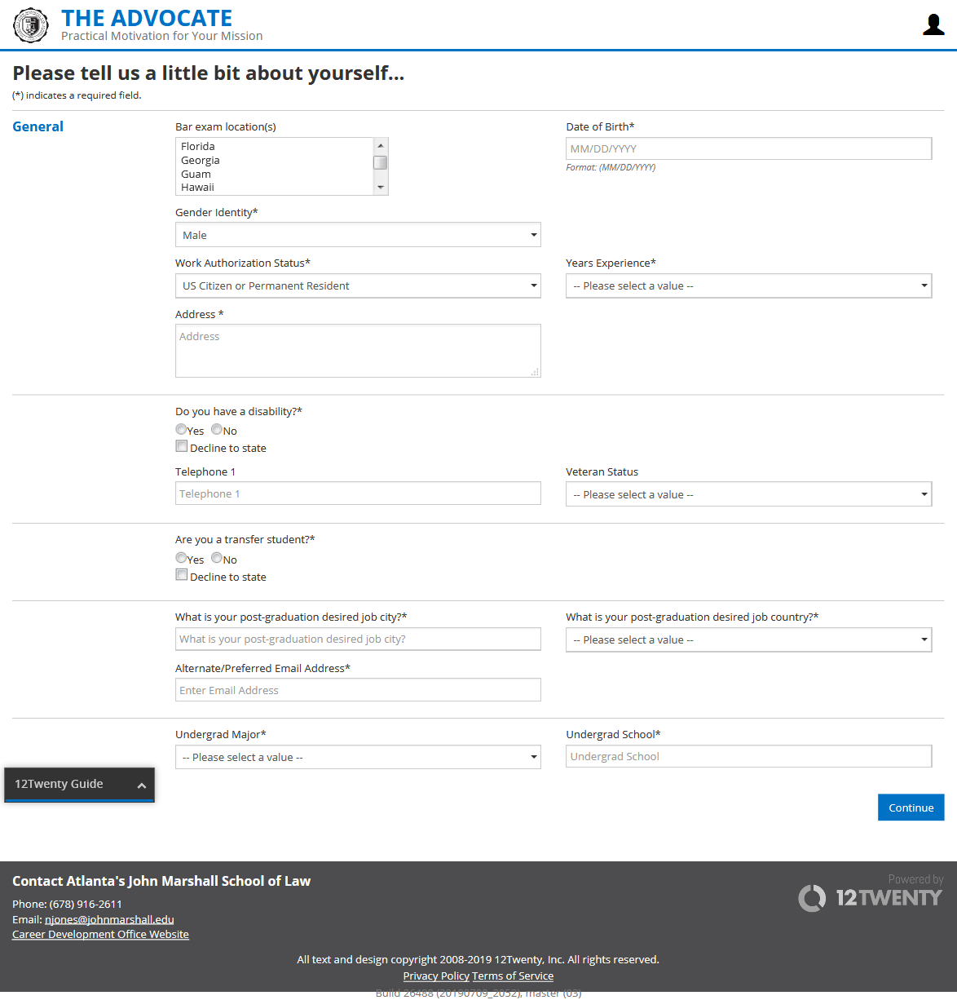 THE ADVOCATE
Practical Motivation for Your Mission
Please tell us a little bit about yourself...
(*) indicates a required field.
General
Bar exam location(s)
Florida
Georgia
Guam
Hawaii
Date of Birth*
MM/DD/YYYY
Format: (MM/DD/YYYY)
Gender Identity*
Male
Work Authorization Status*
US Citizen or Permanent Resident
Years Experience*
-- Please select a value --
Address *
Address
Do you have a disability?*
Yes No
Decline to state
Telephone 1
Telephone 1
Veteran Status
-- Please select a value --
Are you a transfer student?*
Yes No
Decline to state
What is your post-graduation desired job city?*
What is your post-graduation desired job city?
What is your post-graduation desired job country?*
-- Please select a value --
Alternate/Preferred Email Address*
Enter Email Address
Undergrad Major*
-- Please select a value --
Undergrad School*
Undergrad School
12Twenty Guide
Continue
Contact Atlanta's John Marshall School of Law
Phone: (678) 916-2611
Email: njones@johnmarshall.edu
Career Development Office Website
Powered by
12TWENTY
All text and design copyright 2008-2019 12Twenty, Inc. All rights reserved.
Privacy Policy Terms of Service
Build 26488 (20190709_2052), master (03)